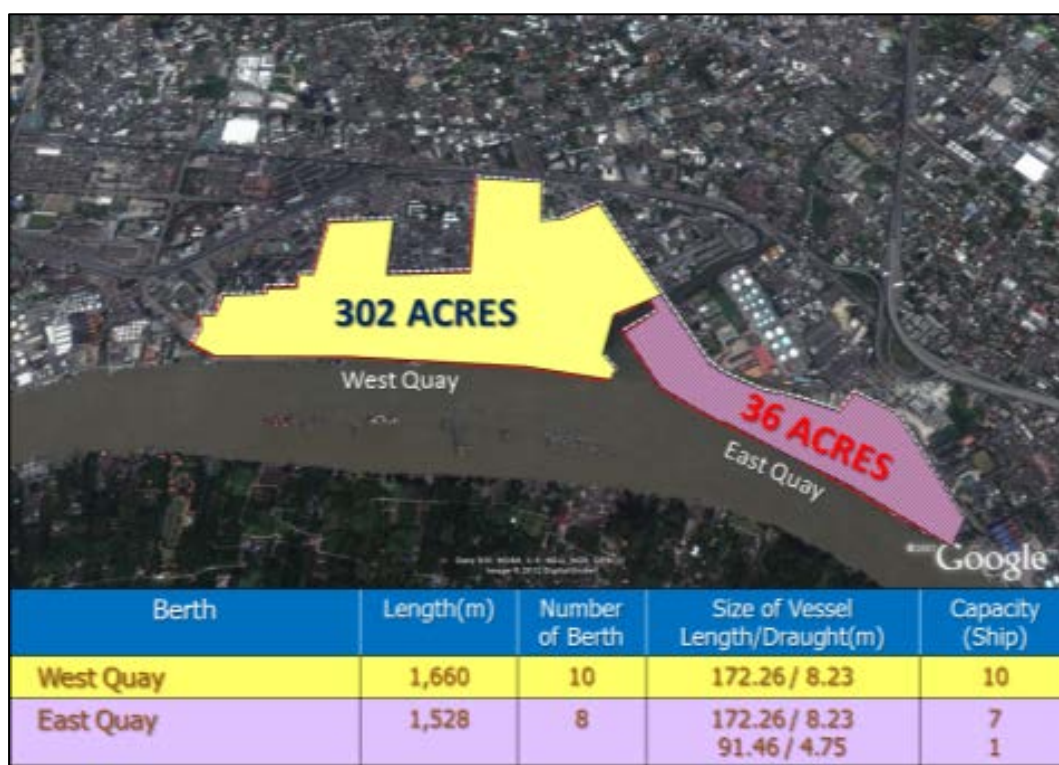 302 ACRES
West Quay
36 ACRES
East Quay
Google
Berth Length(m) Number of Berth Size of Vessel Length/Draught(m) Capacity (Ship)
West Quay 1,660 10 172.26 / 8.23 10
East Quay 1,528 8 172.26 / 8.23 7
91.46 / 4.75 1